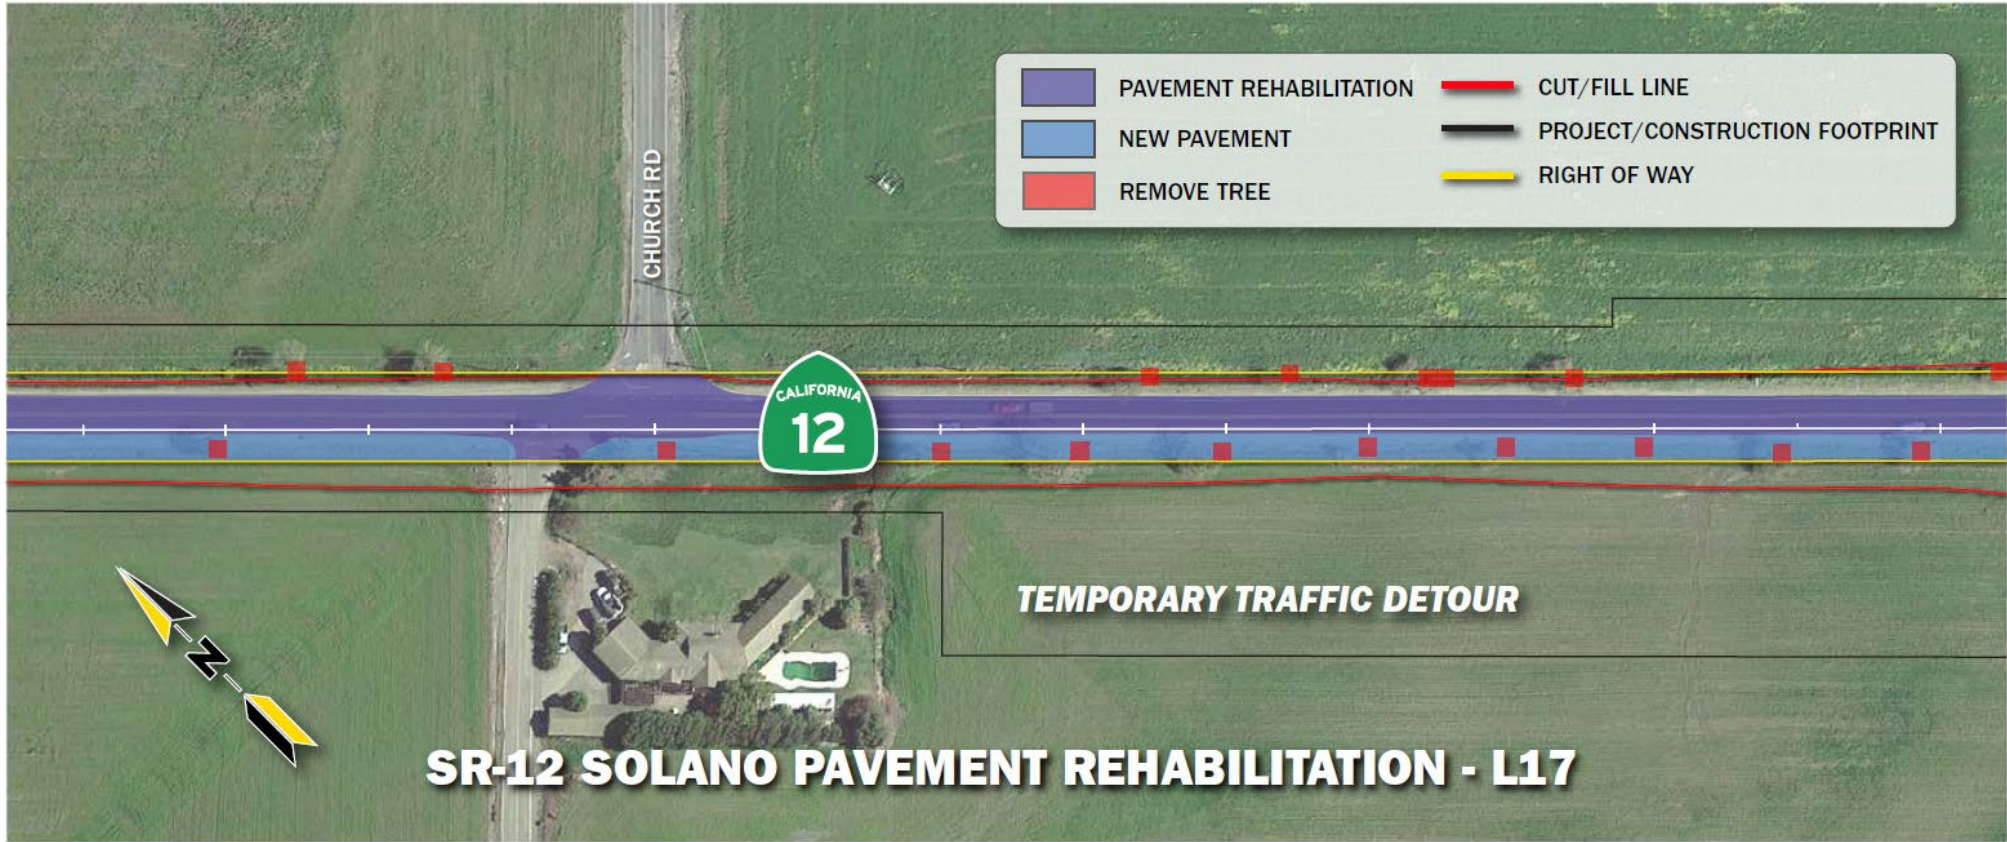 PAVEMENT REHABILITATION
NEW PAVEMENT
REMOVE TREE
CUT/FILL LINE
PROJECT/CONSTRUCTION FOOTPRINT
RIGHT OF WAY
CHURCH RD
CALIFORNIA
12
TEMPORARY TRAFFIC DETOUR
N
SR-12 SOLANO PAVEMENT REHABILITATION - L17